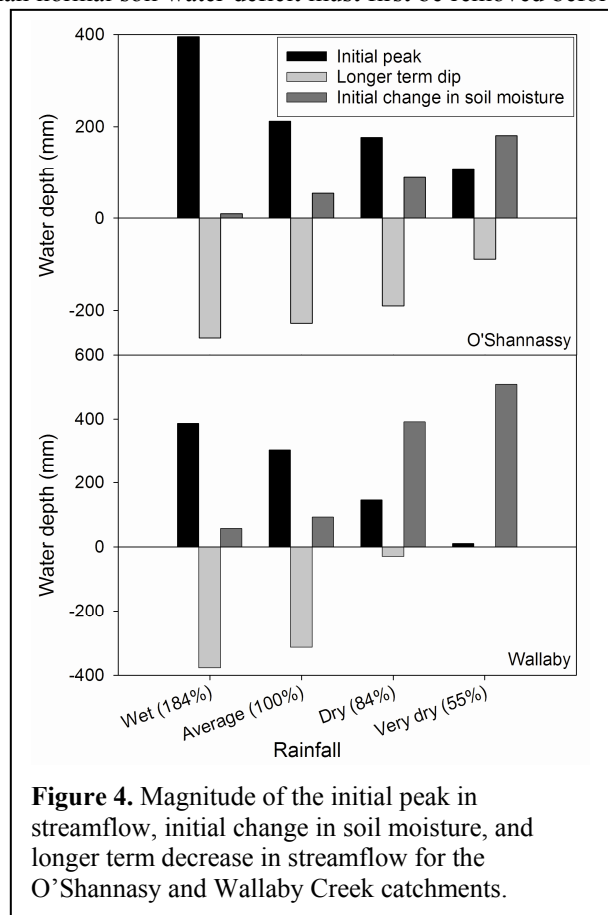 400
Initial peak
Longer term dip
Initial change in soil moisture
200
0
-200
Water depth (mm)
O'Shannassy
600
400
200
0
-200
-400
Water depth (mm)
Wallaby
Wet (184%)
Average (100%)
Dry (84%)
Very dry (55%)
Rainfall
Figure 4. Magnitude of the initial peak in
streamflow, initial change in soil moisture, and
longer term decrease in streamflow for the
O’Shannasy and Wallaby Creek catchments.